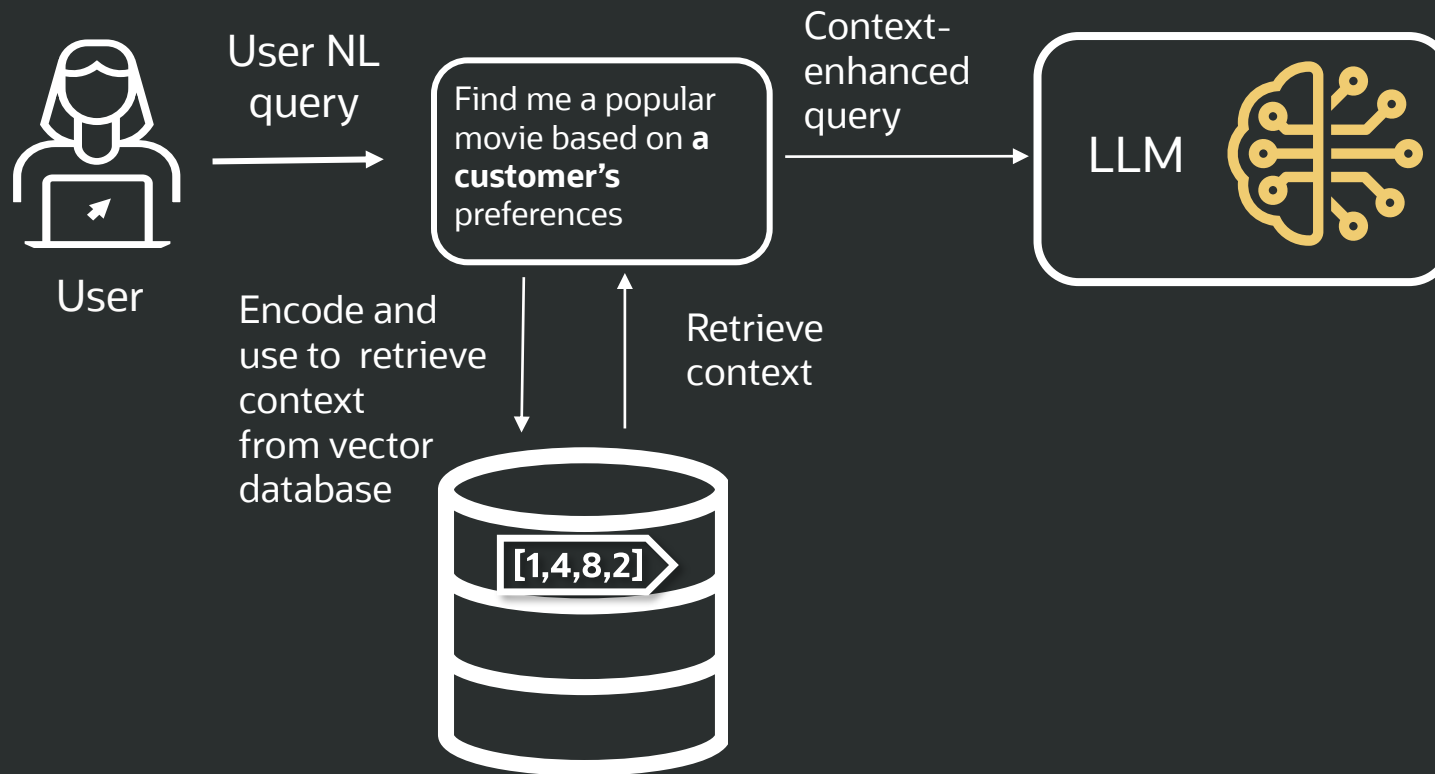 User NL
query
Find me a popular
movie based on a
customer's
preferences
Context-
enhanced
query
LLM
User
Encode and
use to retrieve
context
from vector
database
Retrieve
context
[1,4,8,2]